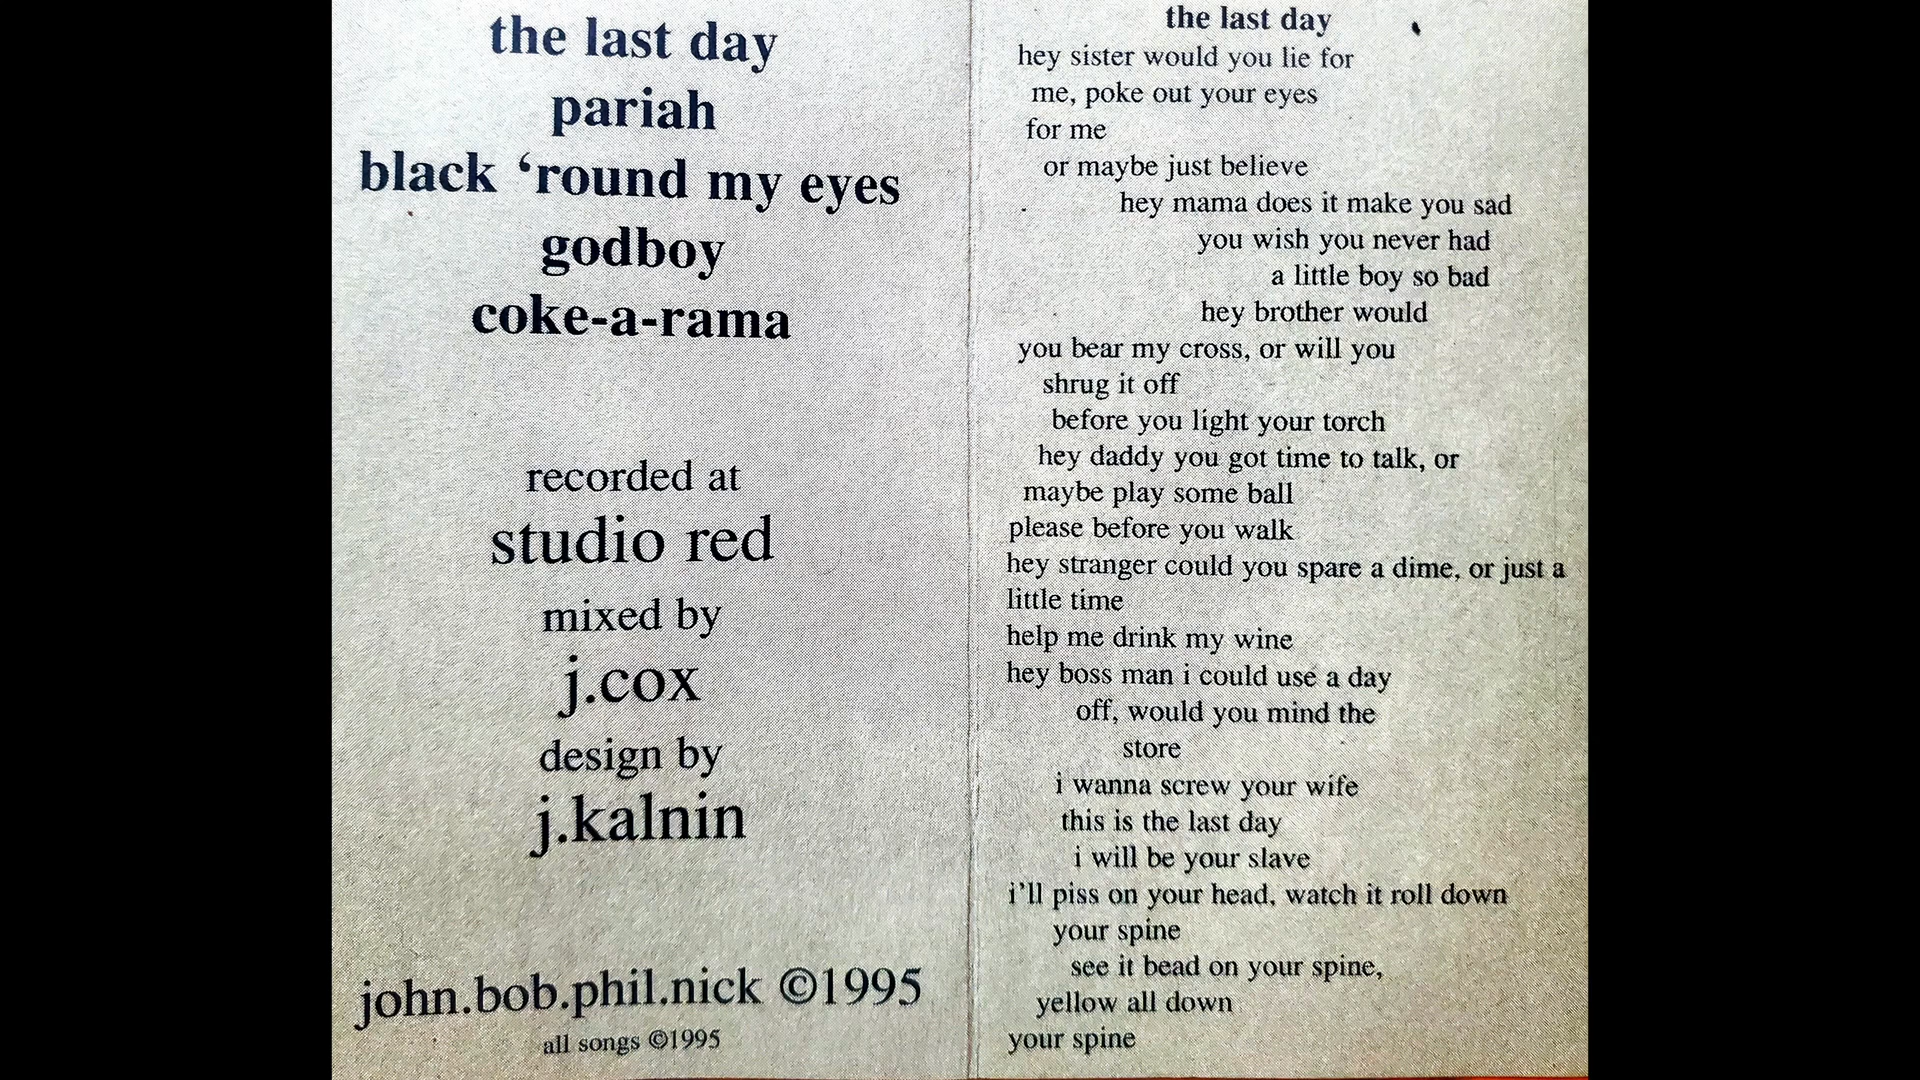 the last day
pariah
black ‘round my eyes
godboy
coke-a-rama
recorded at
studio red
mixed by
j.cox
design by
j.kalnin
john.bob.phil.nick ©1995
all songs ©1995
the last day
hey sister would you lie for
me, poke out your eyes
for me
or maybe just believe
hey mama does it make you sad
you wish you never had
a little boy so bad
hey brother would
you bear my cross, or will you
shrug it off
before you light your torch
hey daddy you got time to talk, or
maybe play some ball
please before you walk
hey stranger could you spare a dime, or just a
little time
help me drink my wine
hey boss man i could use a day
off, would you mind the
store
i wanna screw your wife
this is the last day
i will be your slave
i’ll piss on your head, watch it roll down
your spine
see it bead on your spine,
yellow all down
your spine